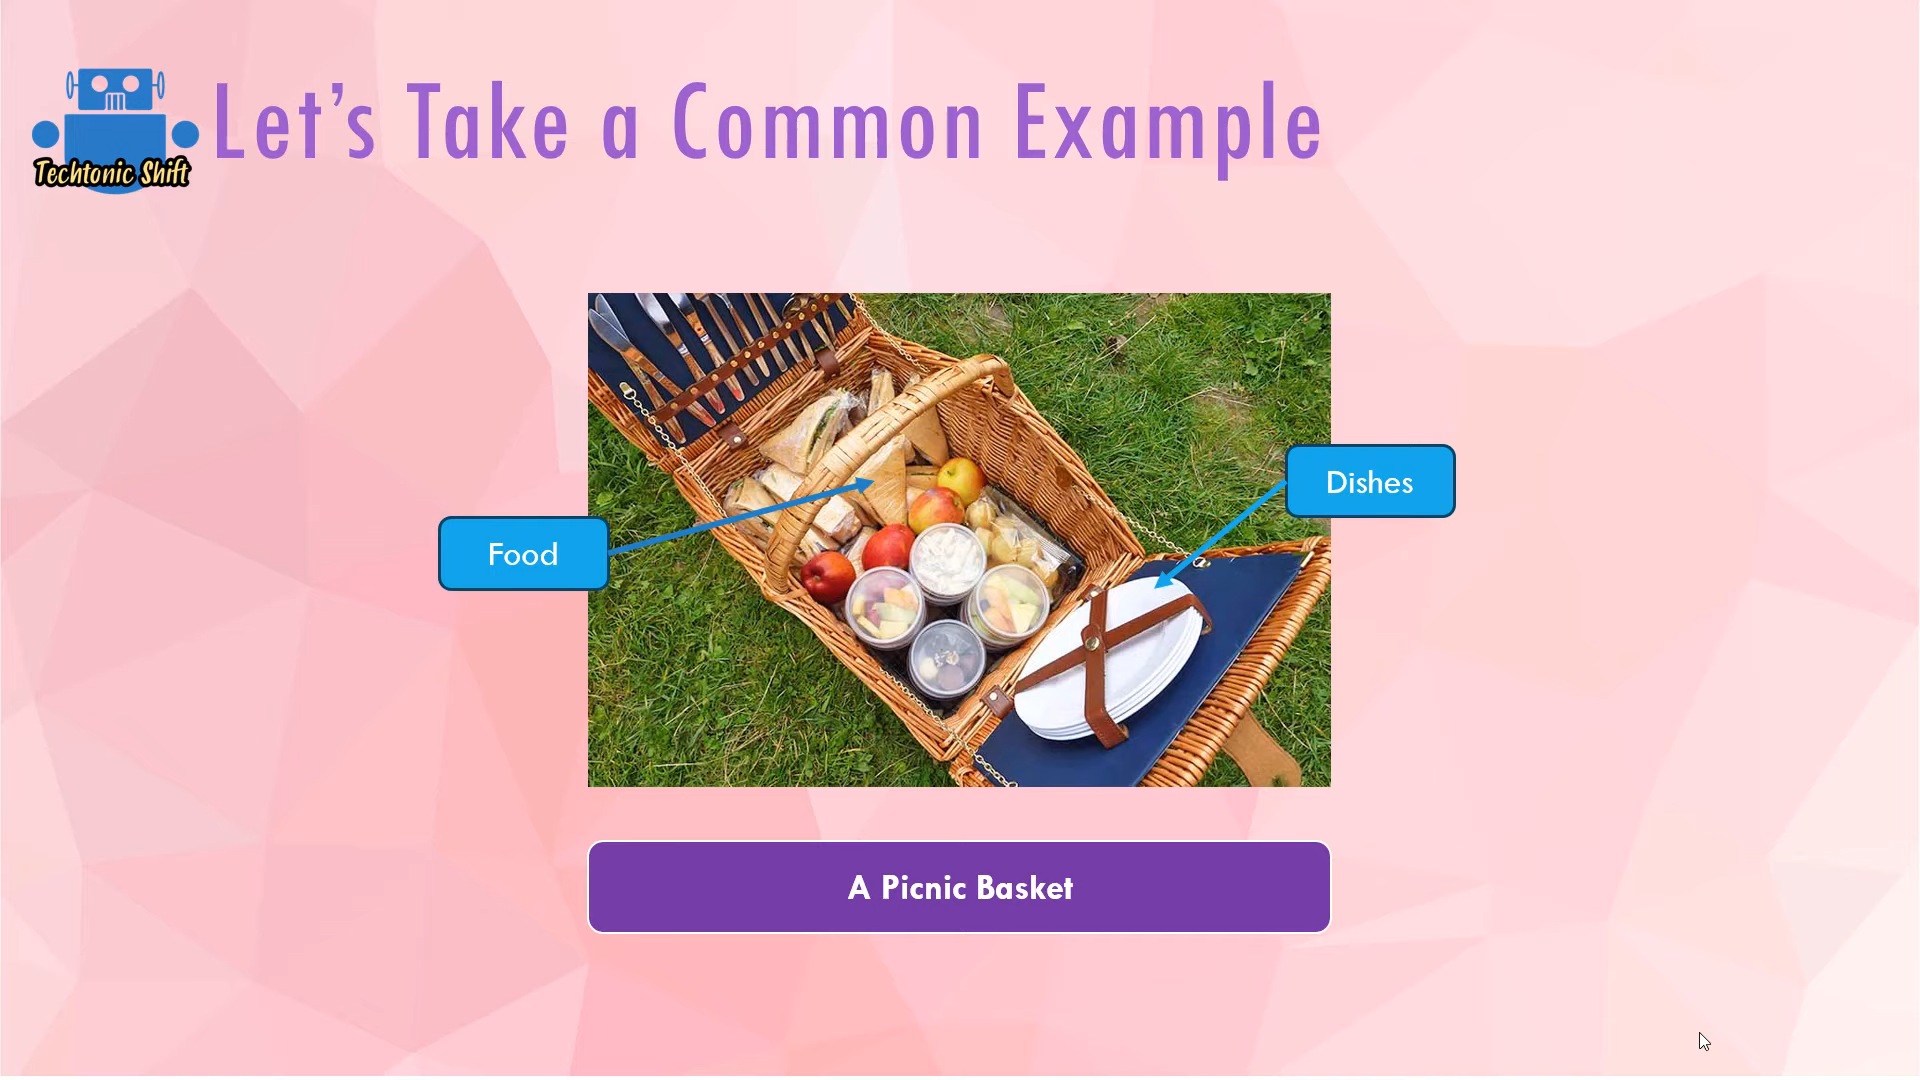 Techtonic Shift
Let’s Take a Common Example
Food
Dishes
A Picnic Basket